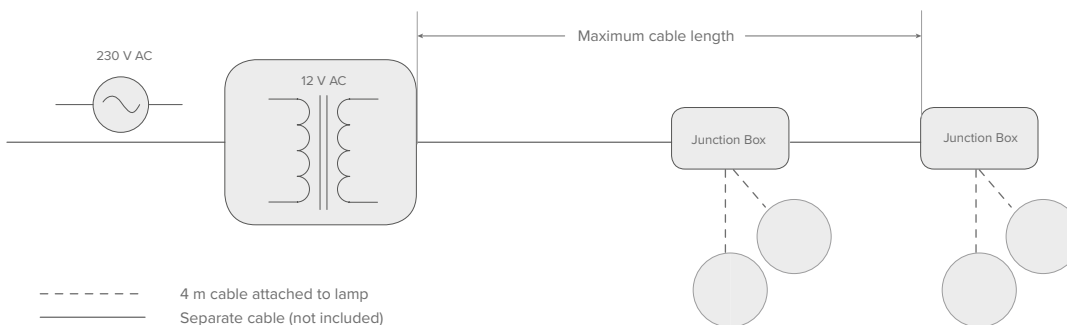 Maximum cable length
230 V AC
12 V AC
Junction Box
Junction Box
4 m cable attached to lamp
Separate cable (not included)